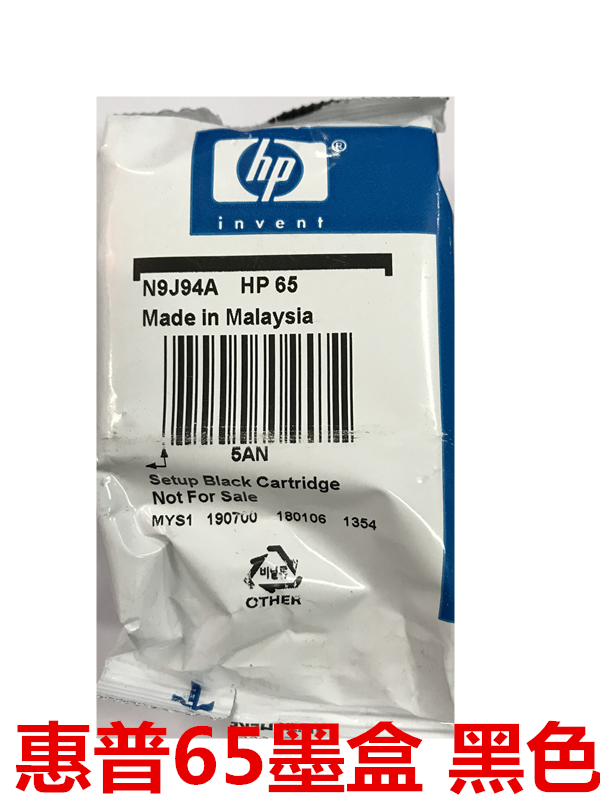 hp ®
invent
N9J94A HP 65
Made in Malaysia
5AN
Setup Black Cartridge
Not For Sale
MYS1 190700 180106 1354
비닐류
OTHER
HERE
惠普65墨盒 黑色